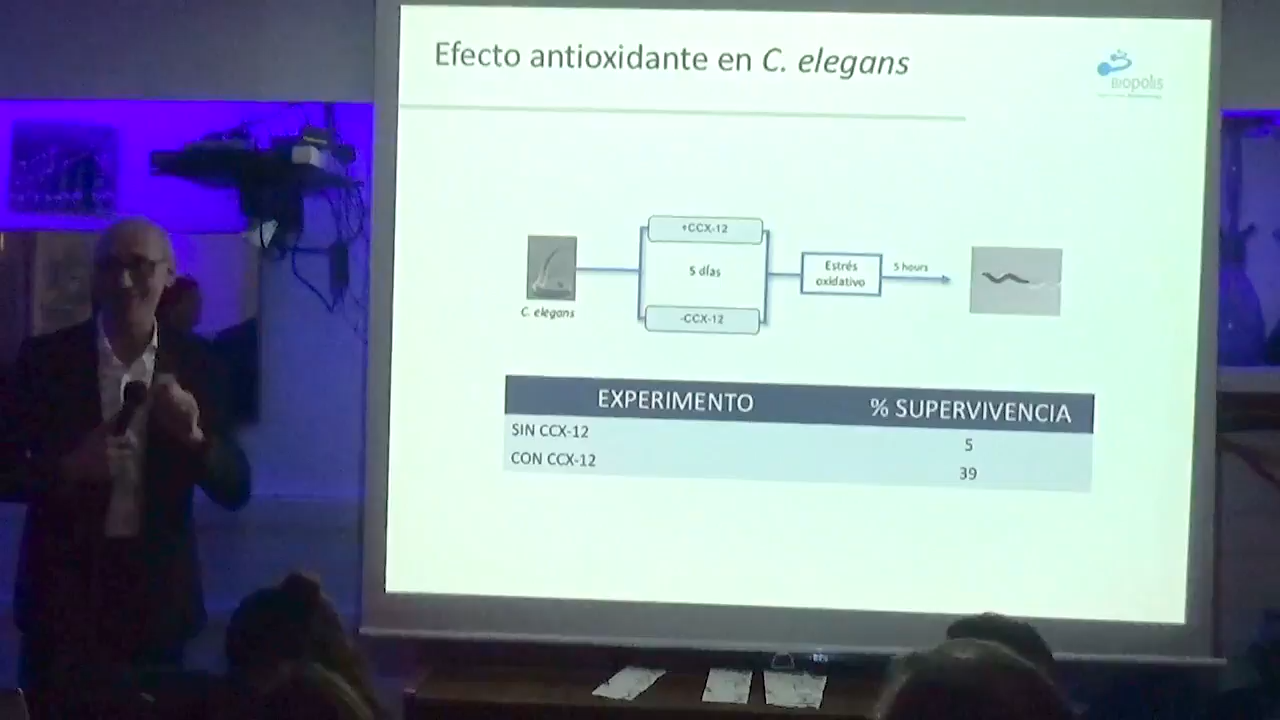 Efecto antioxidante en C. elegans
Biopolis
+CCX-12
5 días
-CCX-12
C. elegans
Estrés
oxidativo
5 hours
EXPERIMENTO % SUPERVIVENCIA
SIN CCX-12 5
CON CCX-12 39